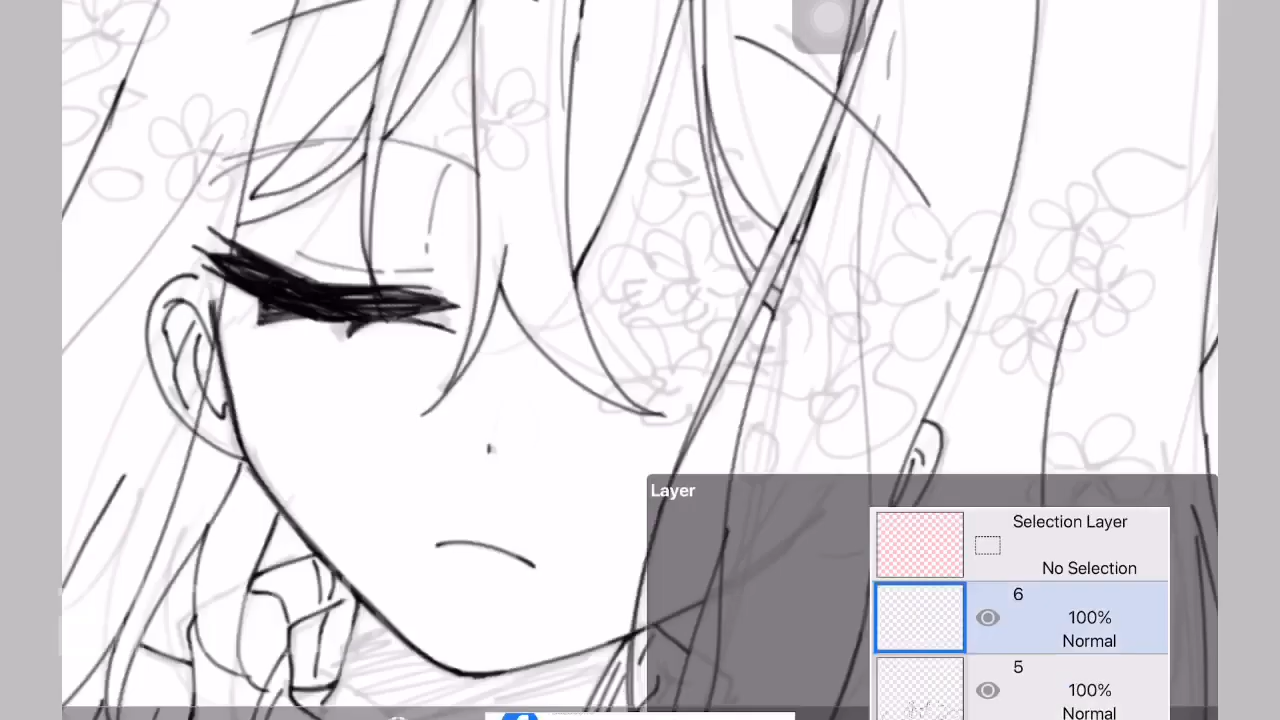 Layer
Selection Layer
No Selection
6
100%
Normal
5
100%
Normal